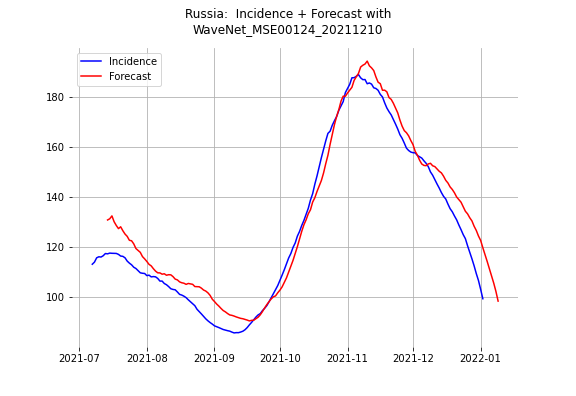 Russia:  Incidence + Forecast with
WaveNet_MSE00124_20211210
Incidence
Forecast
180
160
140
120
100
2021-07 2021-08 2021-09 2021-10 2021-11 2021-12 2022-01